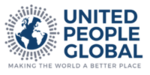 UNITED
PEOPLE
GLOBAL
MAKING THE WORLD A BETTER PLACE